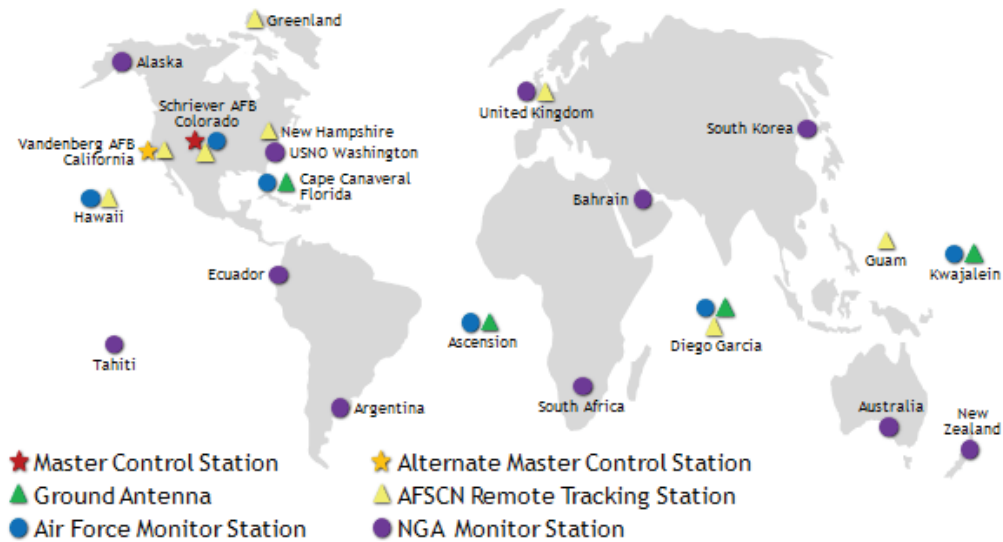 Greenland
Alaska
Schriever AFB
Colorado
United Kingdom
New Hampshire
South Korea
Vandenberg AFB
California
USNO Washington
Cape Canaveral
Florida
Bahrain
Hawaii
Guam
Kwajalein
Ecuador
Ascension
Diego Garcia
Tahiti
Argentina
South Africa
Australia
New
Zealand
Master Control Station
Alternate Master Control Station
Ground Antenna
AFSCN Remote Tracking Station
Air Force Monitor Station
NGA Monitor Station